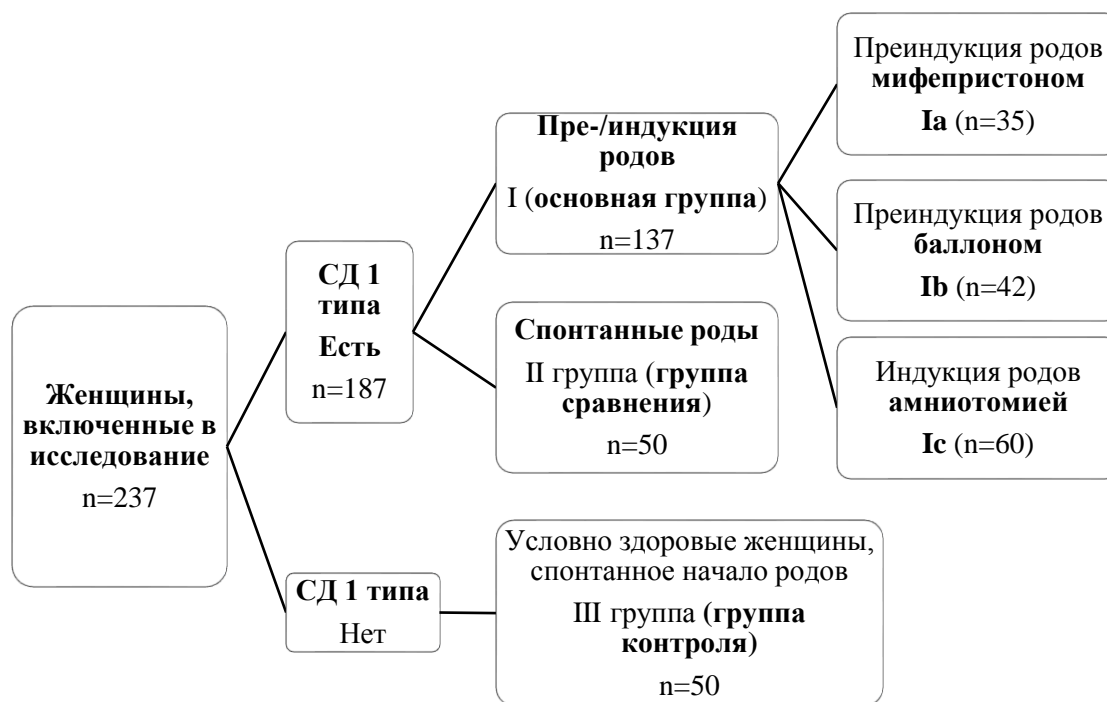 Женщины,
включенные в
исследование
n=237
СД 1
типа
Есть
n=187
СД 1 типа
Нет
Пре-/индукция
родов
I (основная группа)
n=137
Спонтанные роды
II группа (группа
сравнения)
n=50
Условно здоровые женщины,
спонтанное начало родов
III группа (группа
контроля)
n=50
Преиндукция родов
мифепристоном
Ia (n=35)
Преиндукция родов
баллоном
Ib (n=42)
Индукция родов
амниотомией
Ic (n=60)